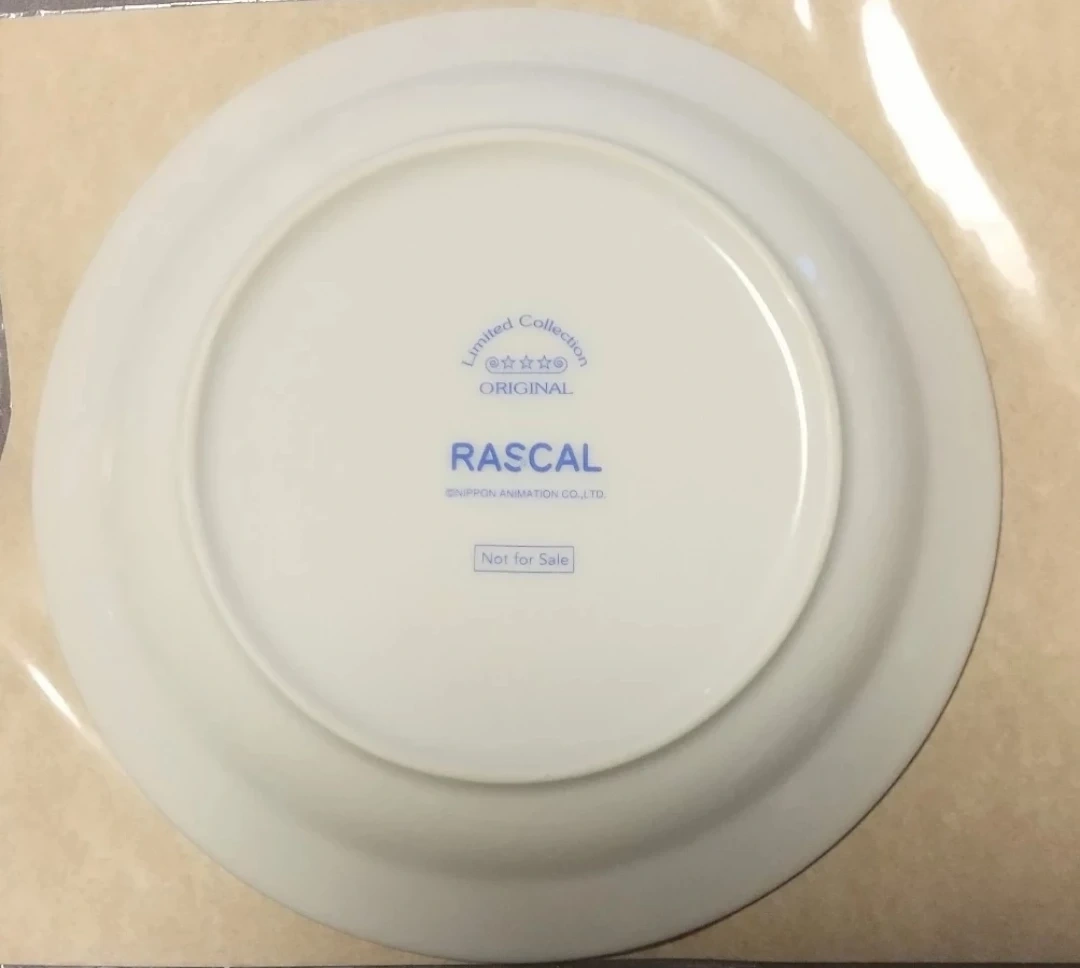 Limited Collection
ORIGINAL
RASCAL
©NIPPON ANIMATION CO.,LTD.
Not for Sale